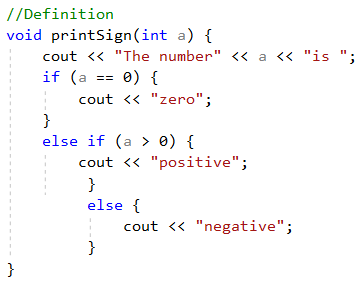 //Definition
void printSign(int a) {
    cout << "The number" << a << "is ";
    if (a == 0) {
        cout << "zero";
    }
    else if (a > 0) {
        cout << "positive";
         }
         else {
             cout << "negative";
         }
}